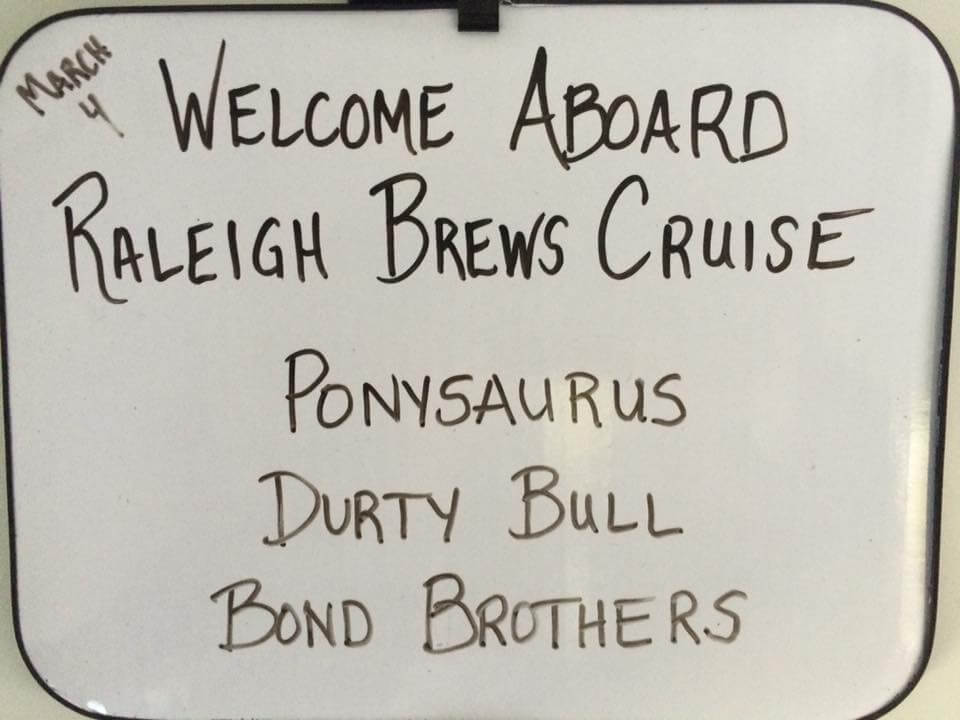 MARCH
4
WELCOME ABOARD
RALEIGH BREWS CRUISE
PONYSAURUS
DURTY BULL
BOND BROTHERS